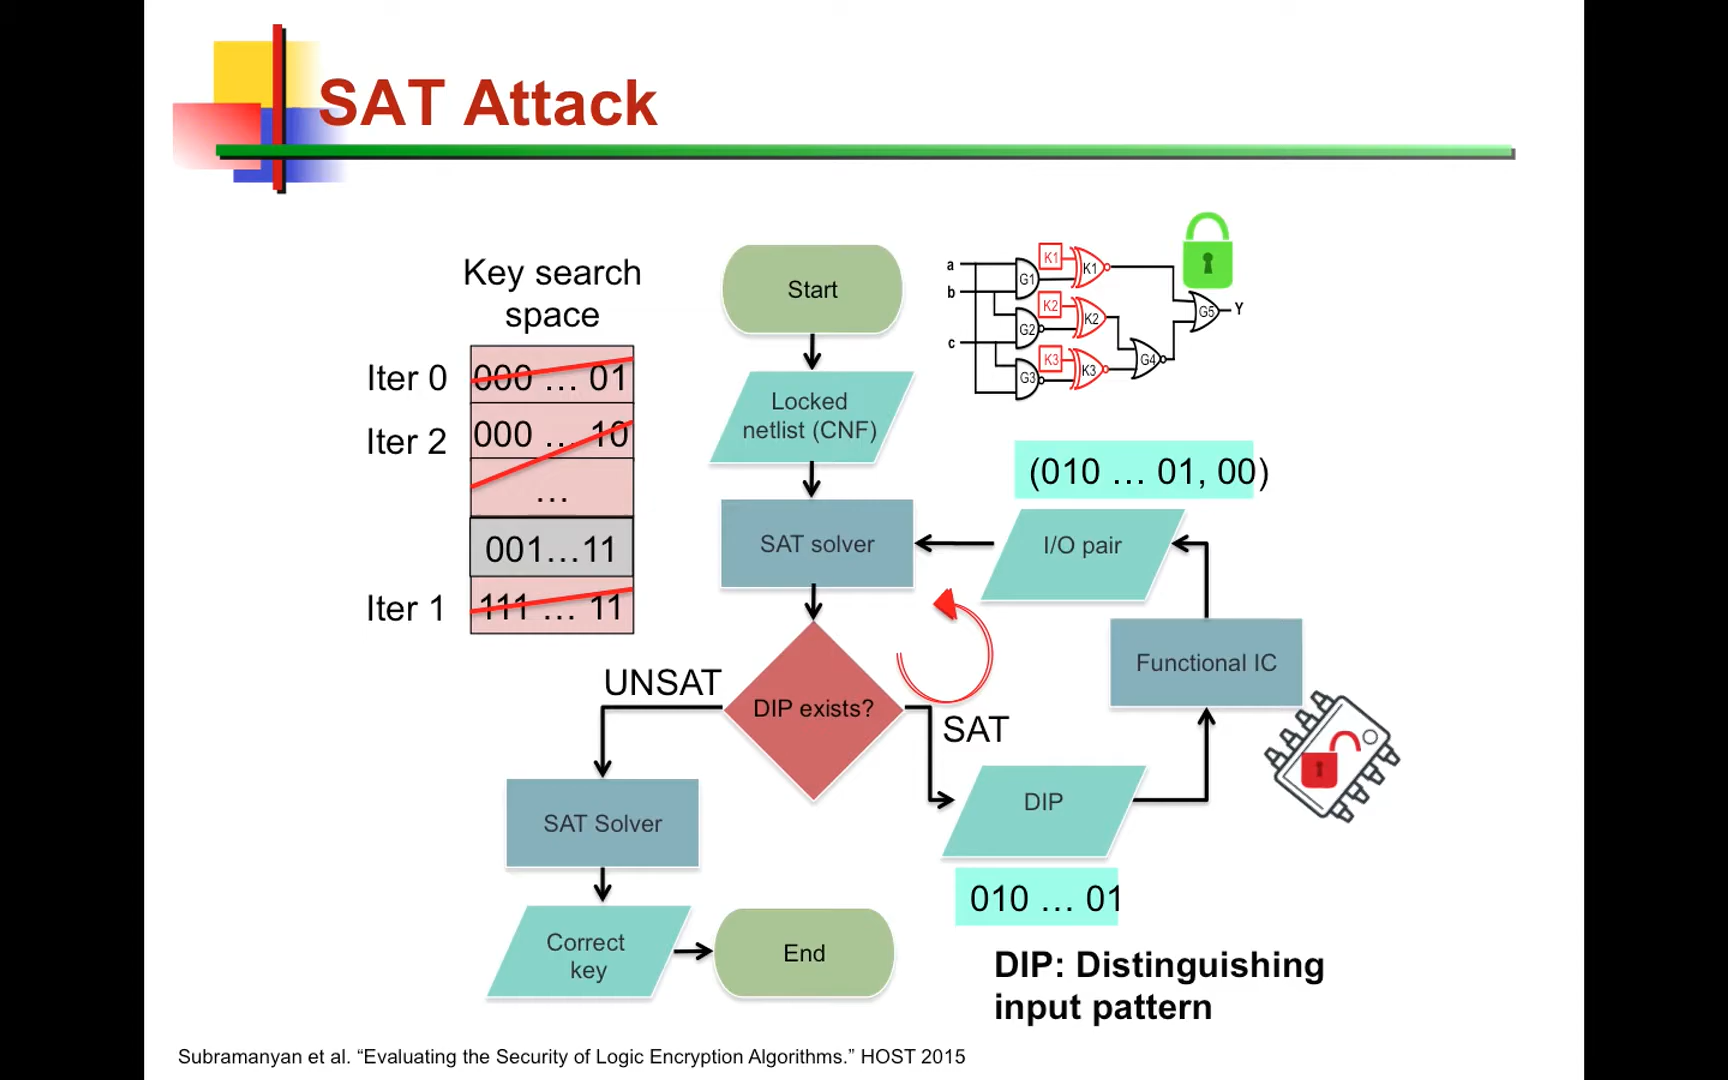 SAT Attack
Key search
space
Iter 0
000 ... 01
Iter 2
000 ... 10
...
001...11
Iter 1
111 ... 11
Start
Locked
netlist (CNF)
SAT solver
DIP exists?
UNSAT
SAT
SAT Solver
Correct
key
End
a
b
c
G1
G2
G3
K1
K1
K2
K2
K3
K3
G4
G5
Y
(010 ... 01, 00)
I/O pair
Functional IC
DIP
010 ... 01
DIP: Distinguishing
input pattern
Subramanyan et al. “Evaluating the Security of Logic Encryption Algorithms.” HOST 2015